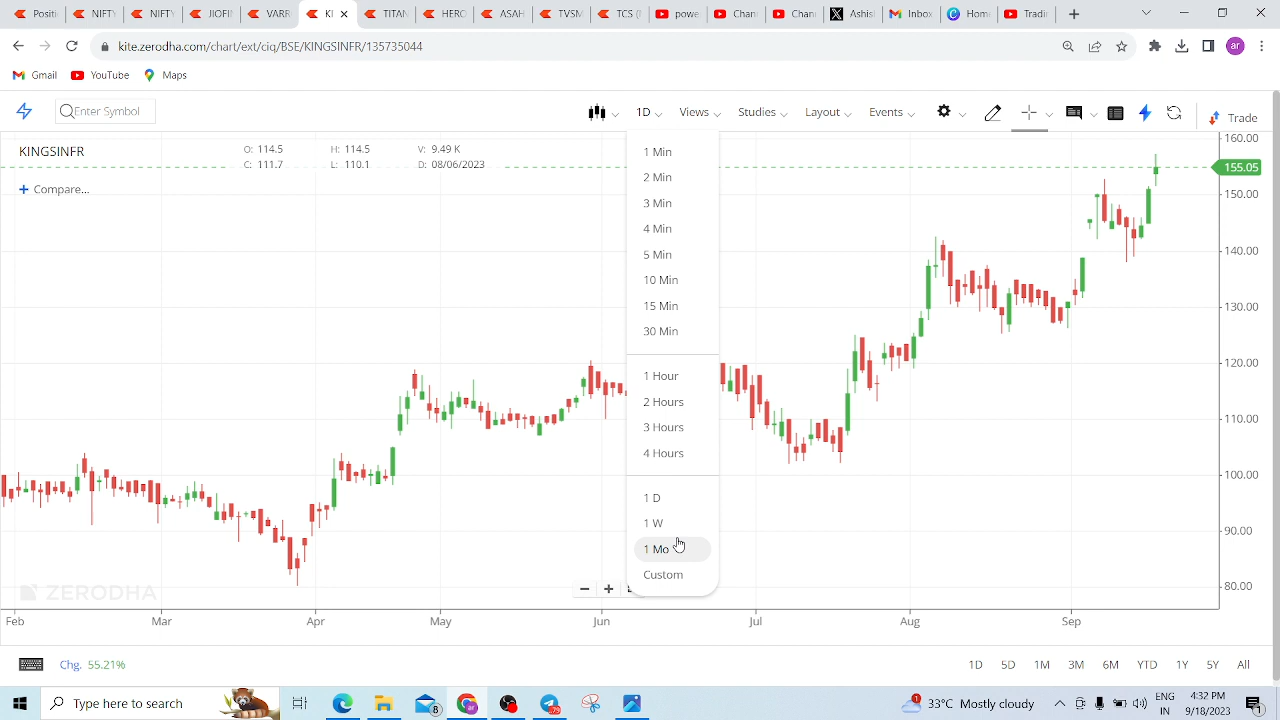 Positi
NIFTY
NIFT
JIOFI
VARB
KI
TITAN
HERO
ASAH
TVSM
TCS (
powe
Charı
Charı
Ashis
Inbox
Home
Tradi
kite.zerodha.com/chart/ext/ciq/BSE/KINGSINFR/135735044
ar
Gmail YouTube Maps
Enter Symbol 1D Views Studies Layout Events Trade
KINGSINFR O: 114.5 H: 114.5 V: 9.49 K
C: 111.7 L: 110.1 D: 08/06/2023
+ Compare...
1 Min
2 Min
3 Min
4 Min
5 Min
10 Min
15 Min
30 Min
1 Hour
2 Hours
3 Hours
4 Hours
1 D
1 W
1 Mo
Custom
160.00
155.05
150.00
140.00
130.00
120.00
110.00
100.00
90.00
80.00
ZERODHA
Feb Mar Apr May Jun Jul Aug Sep
Chg. 55.21% 1D 5D 1M 3M 6M YTD 1Y 5Y All
Type here to search 33°C Mostly cloudy ENG 4:32 PM
IN 9/18/2023